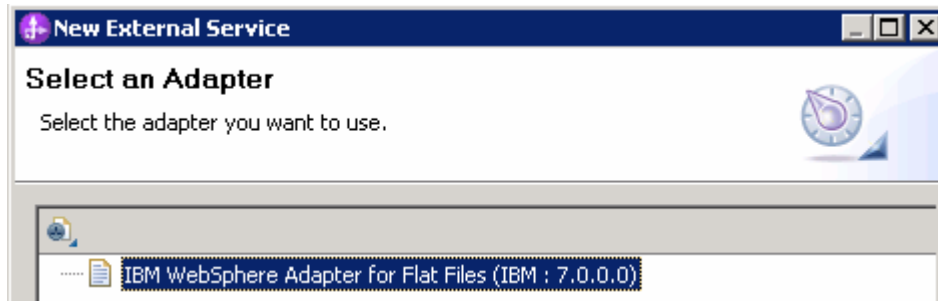 New External Service
Select an Adapter
Select the adapter you want to use.
IBM WebSphere Adapter for Flat Files (IBM : 7.0.0.0)